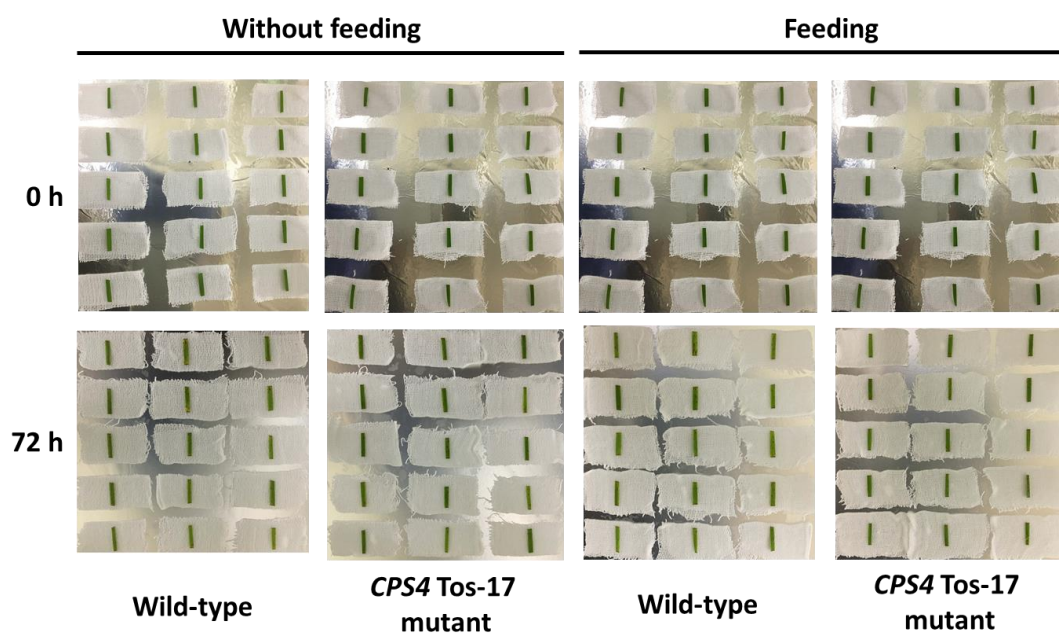 Without feeding
Feeding
0 h
72 h
Wild-type
CPS4 Tos-17
mutant
Wild-type
CPS4 Tos-17
mutant